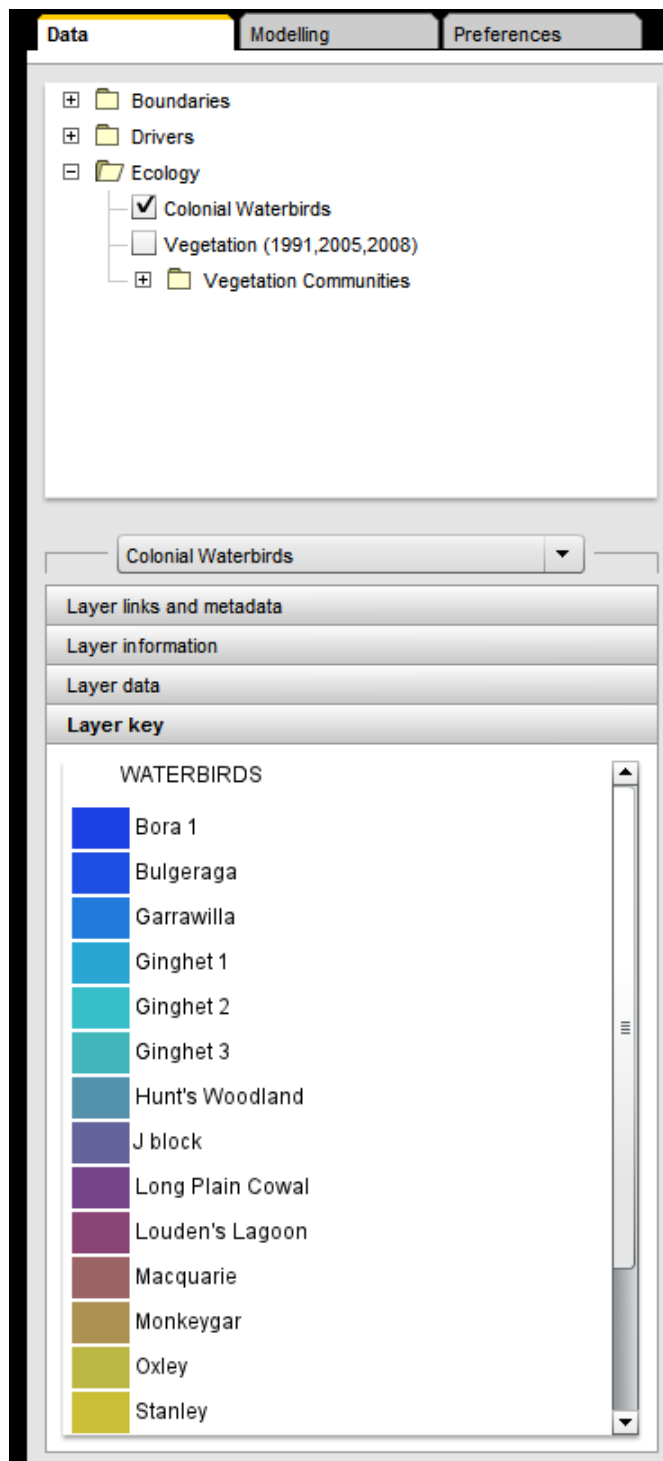 Data Modelling Preferences
Boundaries
Drivers
Ecology
Colonial Waterbirds
Vegetation (1991,2005,2008)
Vegetation Communities
Colonial Waterbirds
Layer links and metadata
Layer information
Layer data
Layer key
WATERBIRDS
Bora 1
Bulgeraga
Garrawilla
Ginghet 1
Ginghet 2
Ginghet 3
Hunt's Woodland
J block
Long Plain Cowal
Louden's Lagoon
Macquarie
Monkeygar
Oxley
Stanley